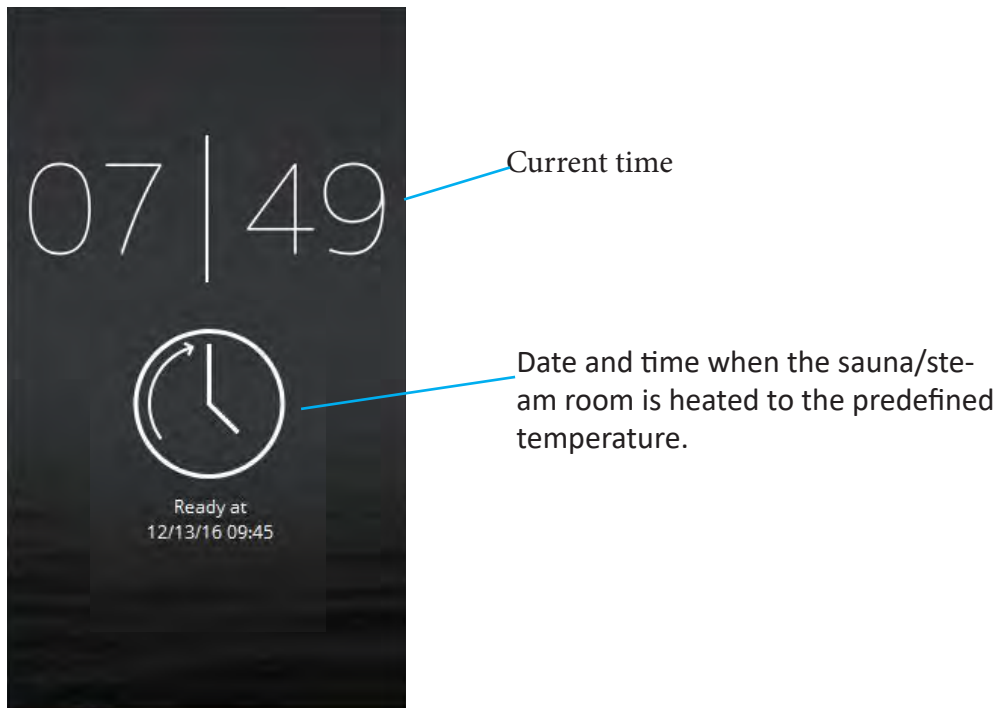 07 | 49
Current time
Date and time when the sauna/ste-
am room is heated to the predefined
temperature.
Ready at
12/13/16 09:45